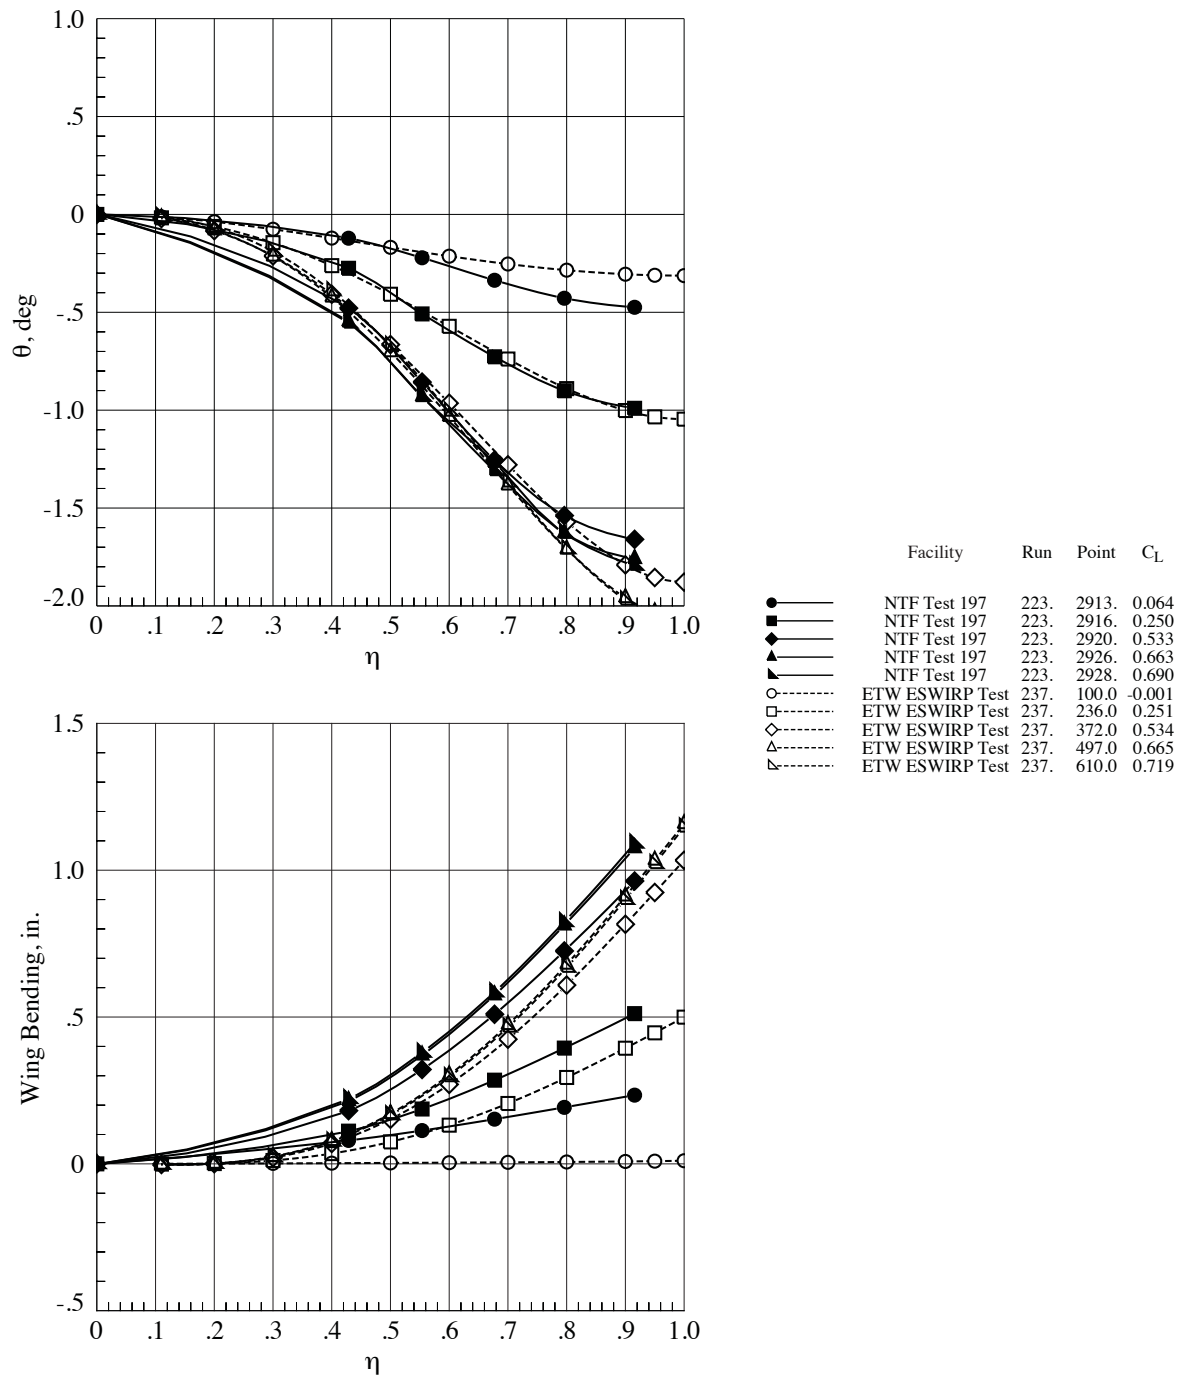 1.0
.5
0
-.5
-1.0
-1.5
-2.0
θ, deg
0 .1 .2 .3 .4 .5 .6 .7 .8 .9 1.0
η
Facility Run Point CL
NTF Test 197 223. 2913. 0.064
NTF Test 197 223. 2916. 0.250
NTF Test 197 223. 2920. 0.533
NTF Test 197 223. 2926. 0.663
NTF Test 197 223. 2928. 0.690
ETW ESWIRP Test 237. 100.0 -0.001
ETW ESWIRP Test 237. 236.0 0.251
ETW ESWIRP Test 237. 372.0 0.534
ETW ESWIRP Test 237. 497.0 0.665
ETW ESWIRP Test 237. 610.0 0.719
1.5
1.0
.5
0
-.5
Wing Bending, in.
0 .1 .2 .3 .4 .5 .6 .7 .8 .9 1.0
η